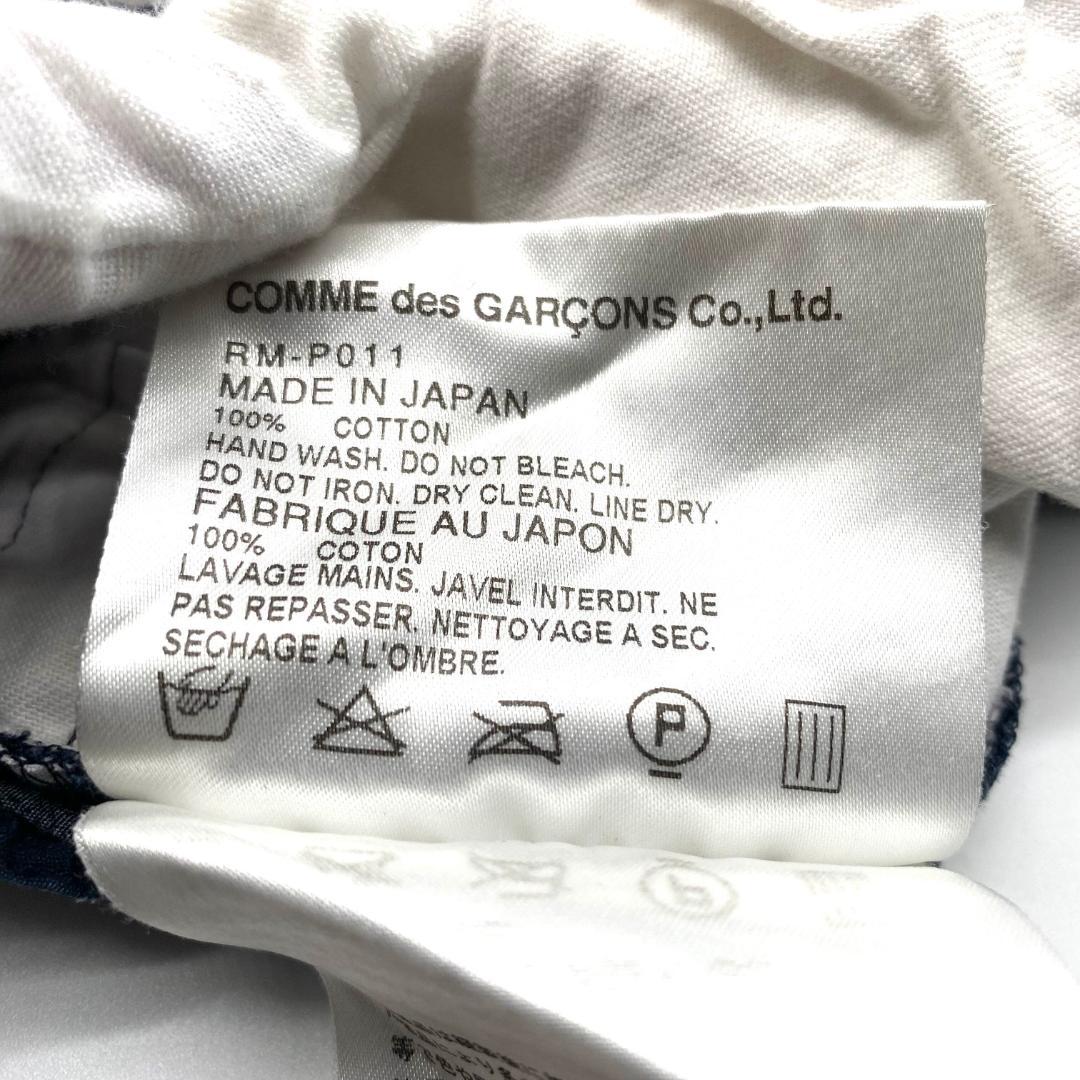 COMME des GARÇONS Co.,Ltd.
RM-P011
MADE IN JAPAN
100% COTTON
HAND WASH. DO NOT BLEACH.
DO NOT IRON. DRY CLEAN. LINE DRY.
FABRIQUE AU JAPON
100% COTON
LAVAGE MAINS. JAVEL INTERDIT. NE
PAS REPASSER. NETTOYAGE A SEC.
SECHAGE A L'OMBRE.
P